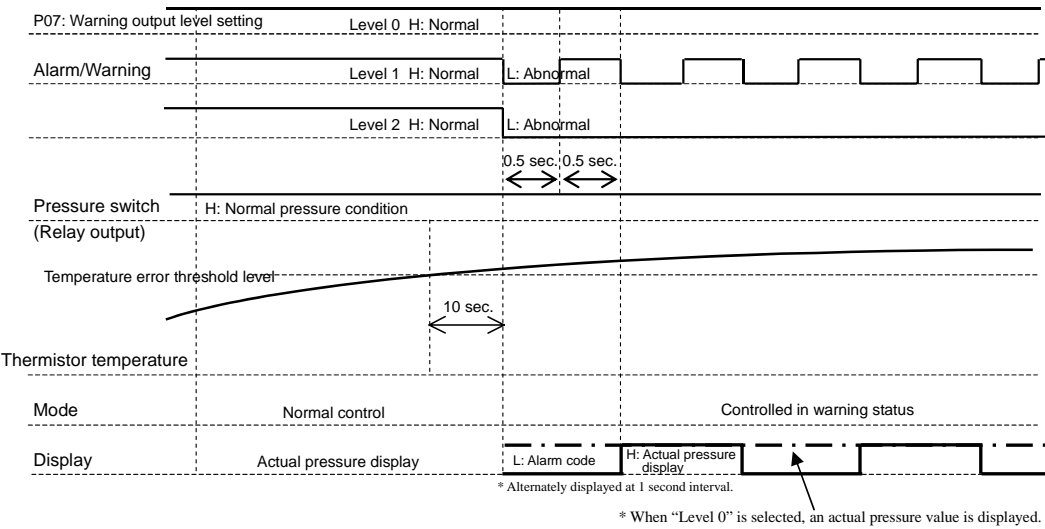 P07: Warning output level setting
Level 0 H: Normal
Alarm/Warning
Level 1 H: Normal
L: Abnormal
Level 2 H: Normal
L: Abnormal
0.5 sec.
0.5 sec.
Pressure switch
(Relay output)
H: Normal pressure condition
Temperature error threshold level
10 sec.
Thermistor temperature
Mode
Normal control
Controlled in warning status
Display
Actual pressure display
L: Alarm code
H: Actual pressure
display
* Alternately displayed at 1 second interval.
* When “Level 0” is selected, an actual pressure value is displayed.